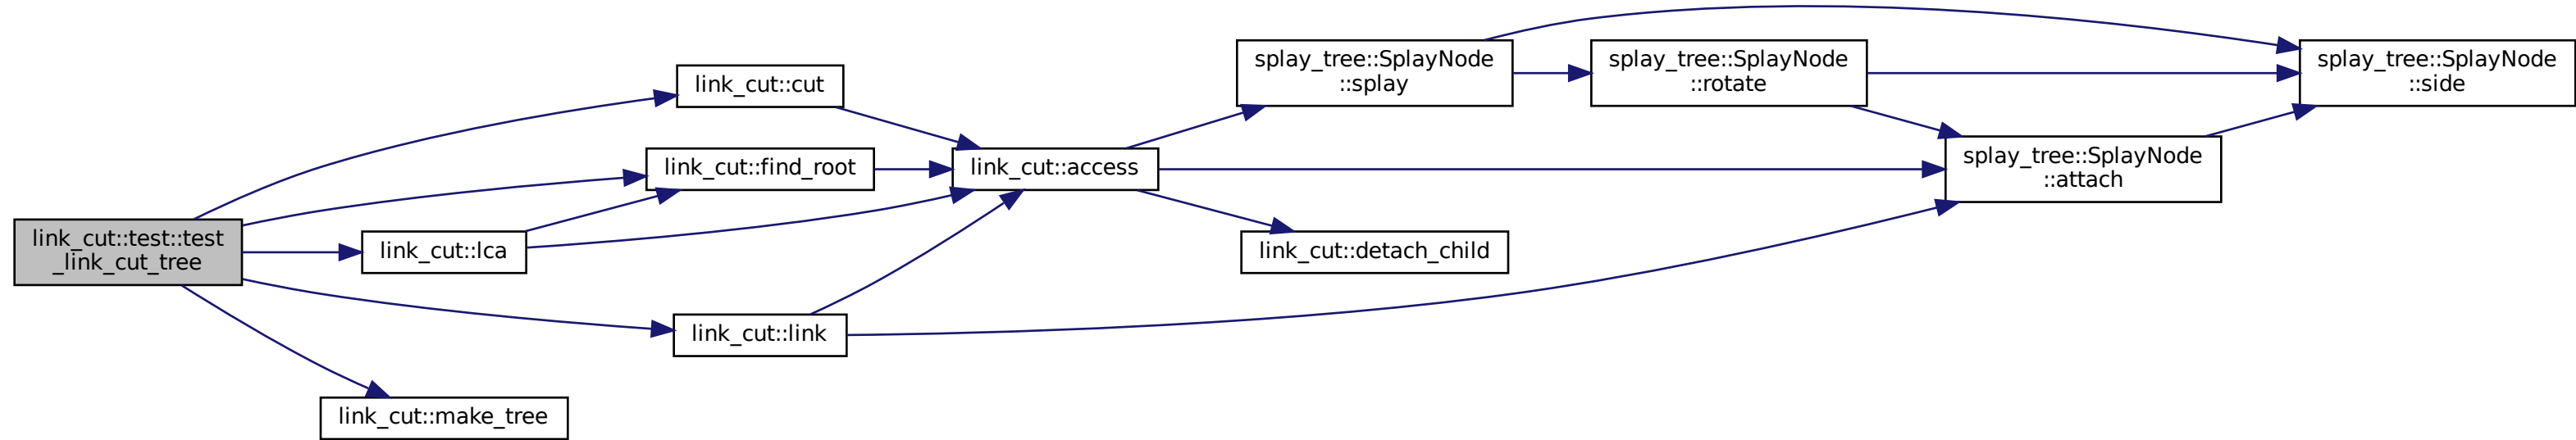 link_cut::test::test
_link_cut_tree
link_cut::cut
link_cut::find_root
link_cut::lca
link_cut::link
link_cut::make_tree
link_cut::access
splay_tree::SplayNode
::splay
link_cut::detach_child
splay_tree::SplayNode
::rotate
splay_tree::SplayNode
::attach
splay_tree::SplayNode
::side